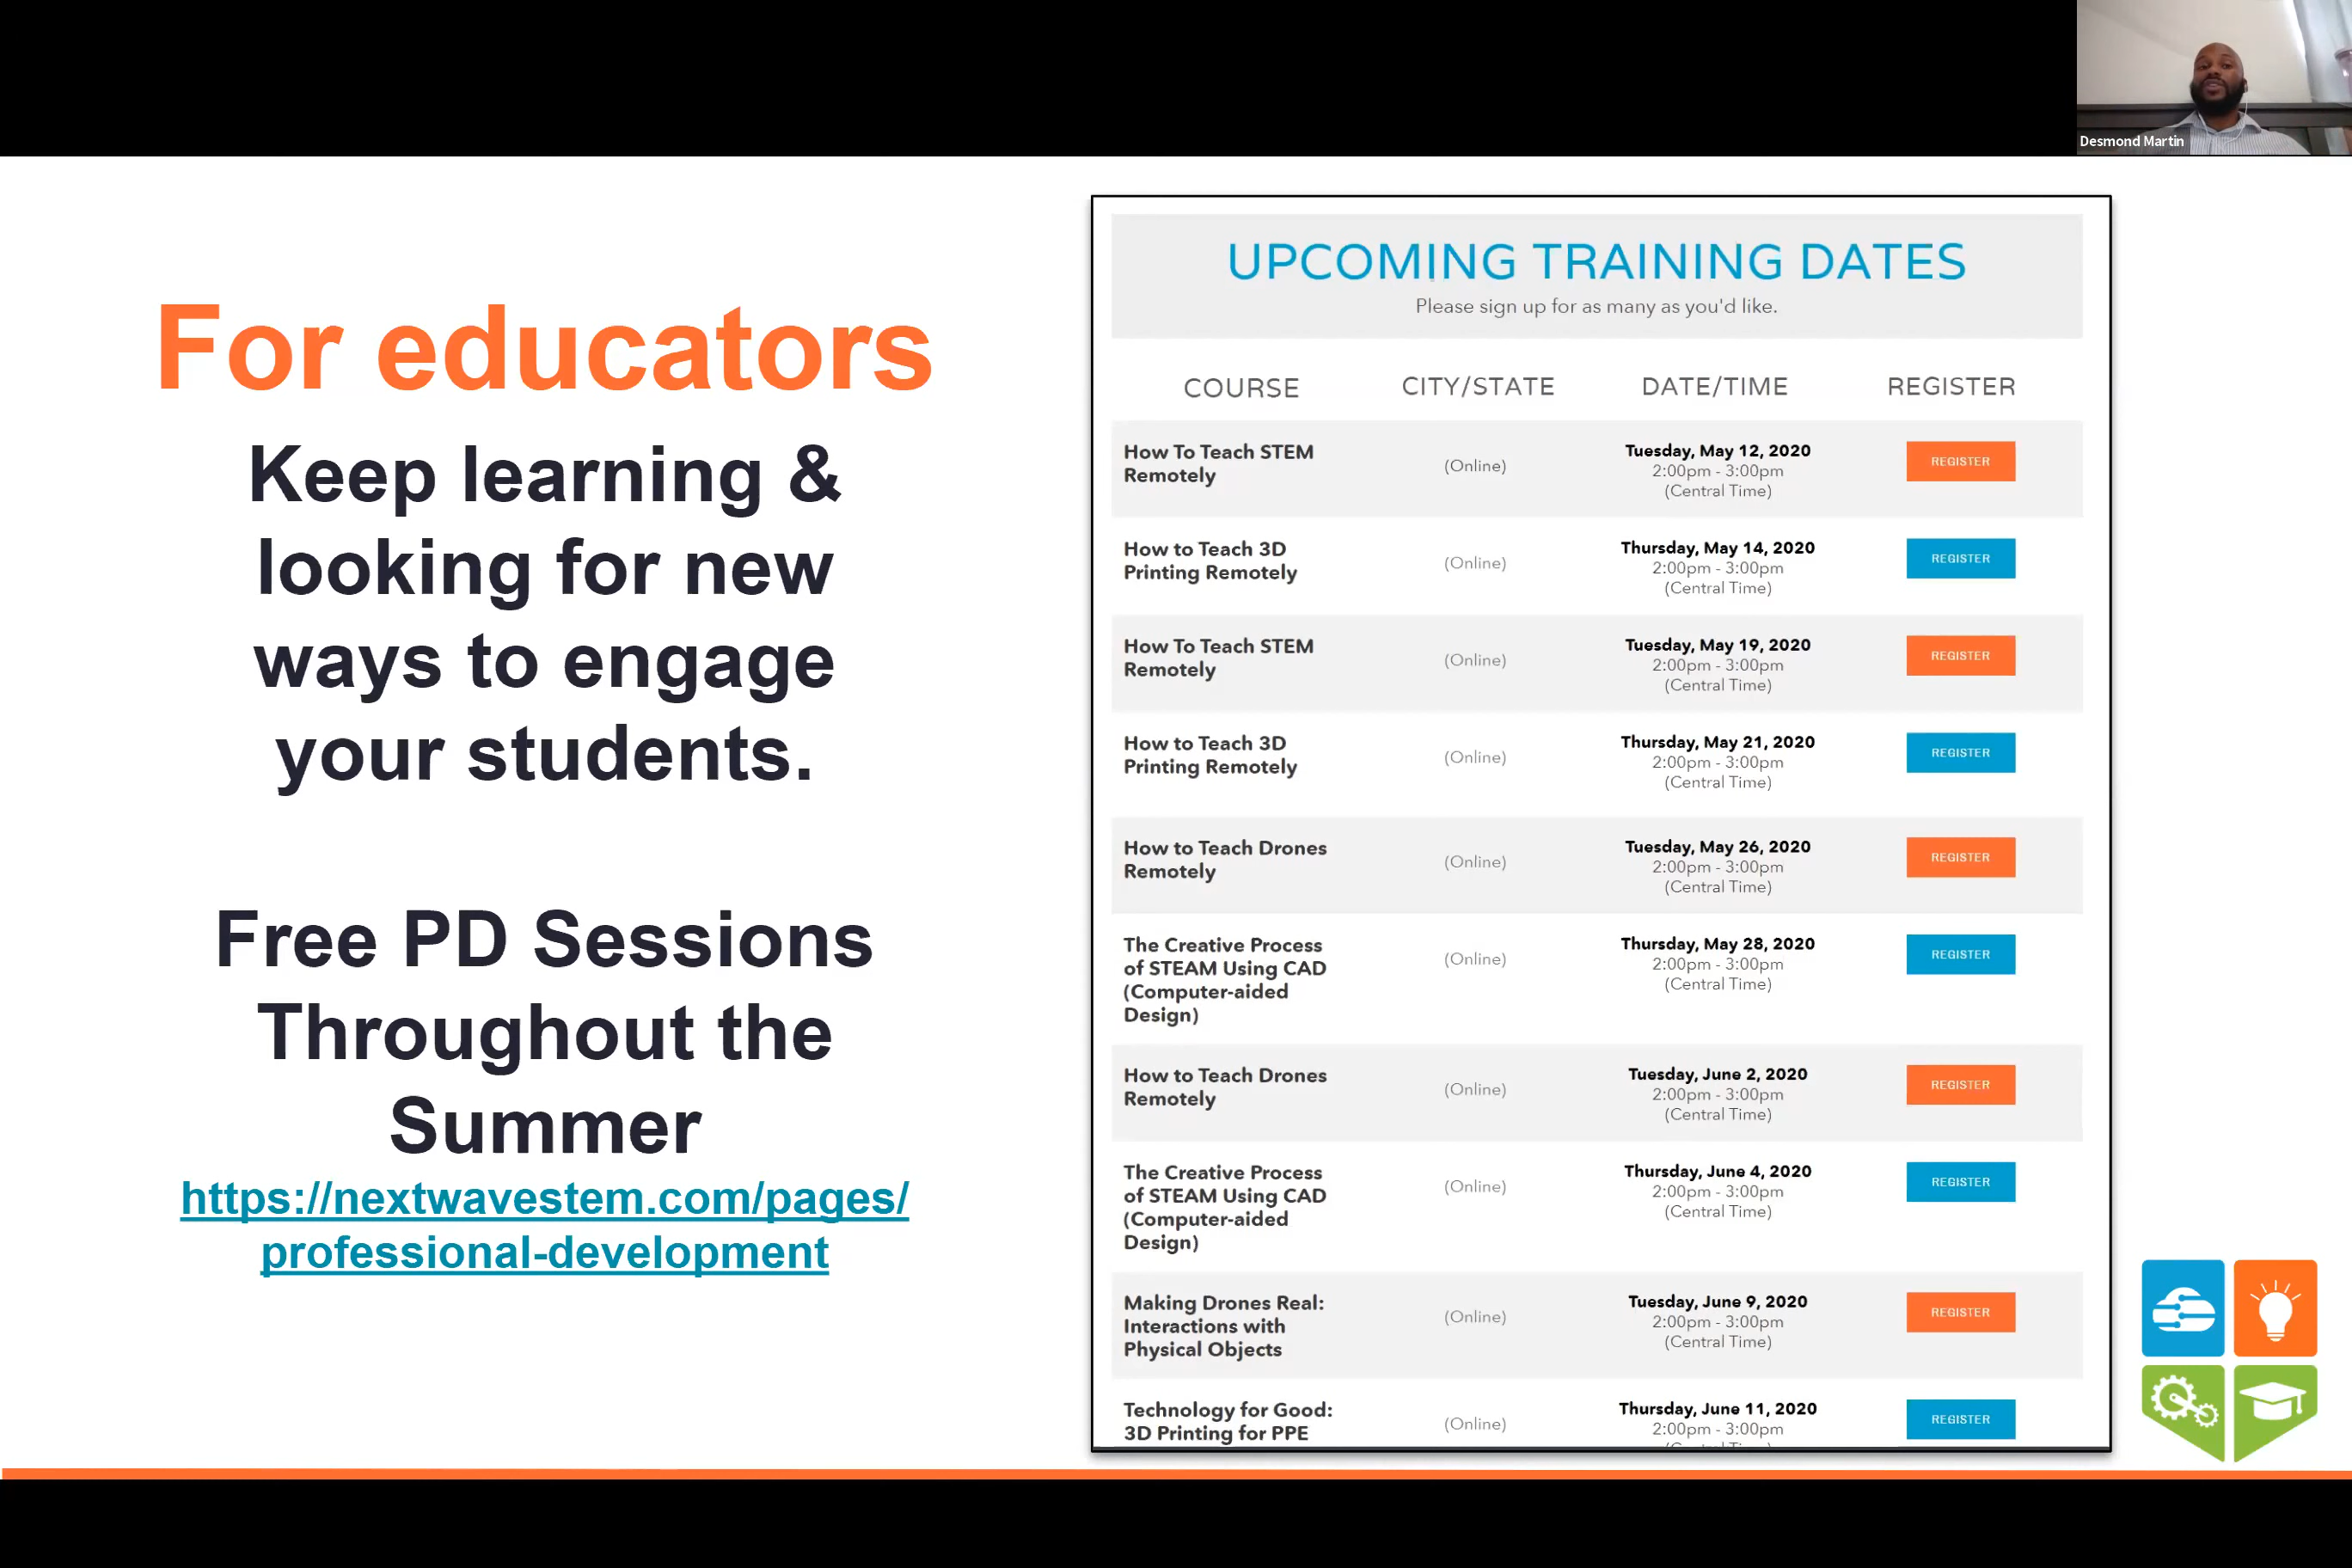 Desmond Martin
For educators
Keep learning &
looking for new
ways to engage
your students.
Free PD Sessions
Throughout the
Summer
https://nextwavestem.com/pages/
professional-development
UPCOMING TRAINING DATES
Please sign up for as many as you'd like.
COURSE CITY/STATE DATE/TIME REGISTER
How To Teach STEM
Remotely
(Online)
Tuesday, May 12, 2020
2:00pm - 3:00pm
(Central Time)
REGISTER
How to Teach 3D
Printing Remotely
(Online)
Thursday, May 14, 2020
2:00pm - 3:00pm
(Central Time)
REGISTER
How To Teach STEM
Remotely
(Online)
Tuesday, May 19, 2020
2:00pm - 3:00pm
(Central Time)
REGISTER
How to Teach 3D
Printing Remotely
(Online)
Thursday, May 21, 2020
2:00pm - 3:00pm
(Central Time)
REGISTER
How to Teach Drones
Remotely
(Online)
Tuesday, May 26, 2020
2:00pm - 3:00pm
(Central Time)
REGISTER
The Creative Process
of STEAM Using CAD
(Computer-aided
Design)
(Online)
Thursday, May 28, 2020
2:00pm - 3:00pm
(Central Time)
REGISTER
How to Teach Drones
Remotely
(Online)
Tuesday, June 2, 2020
2:00pm - 3:00pm
(Central Time)
REGISTER
The Creative Process
of STEAM Using CAD
(Computer-aided
Design)
(Online)
Thursday, June 4, 2020
2:00pm - 3:00pm
(Central Time)
REGISTER
Making Drones Real:
Interactions with
Physical Objects
(Online)
Tuesday, June 9, 2020
2:00pm - 3:00pm
(Central Time)
REGISTER
Technology for Good:
3D Printing for PPE
(Online)
Thursday, June 11, 2020
2:00pm - 3:00pm
REGISTER